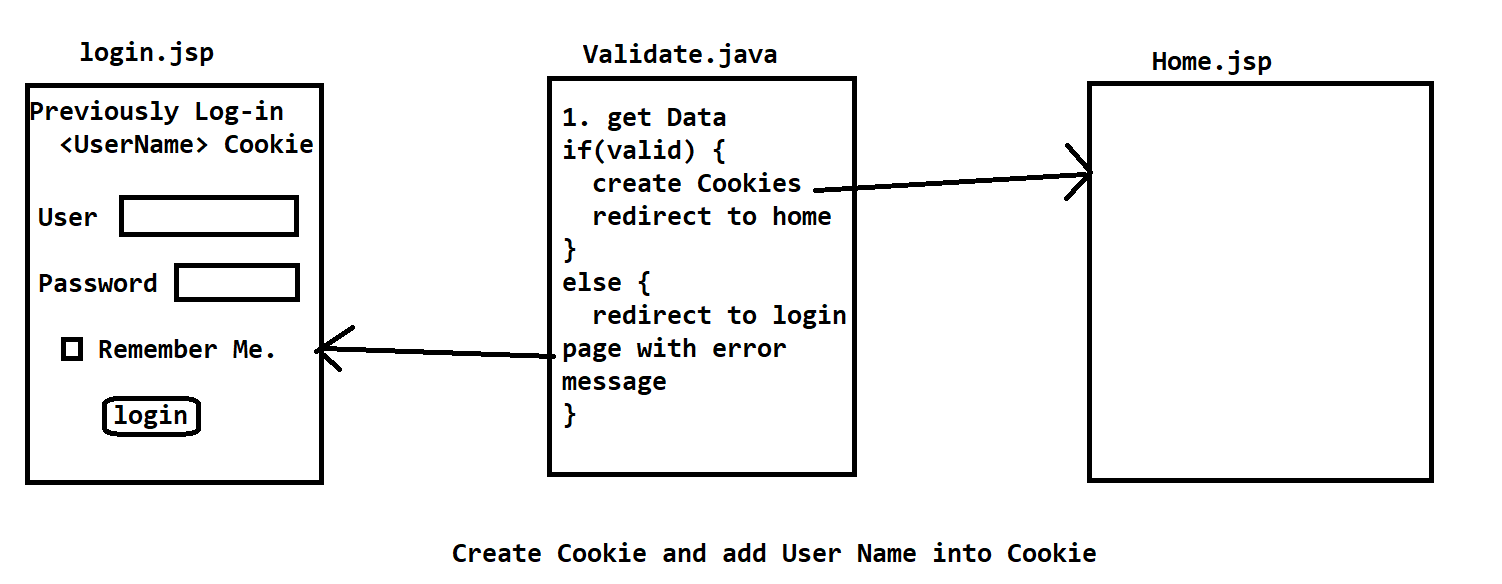 login.jsp
Previously Log-in
<UserName> Cookie
User
Password
Remember Me.
login
Validate.java
1. get Data
if(valid) {
create Cookies
redirect to home
}
else {
redirect to login
page with error
message
}
Home.jsp
Create Cookie and add User Name into Cookie